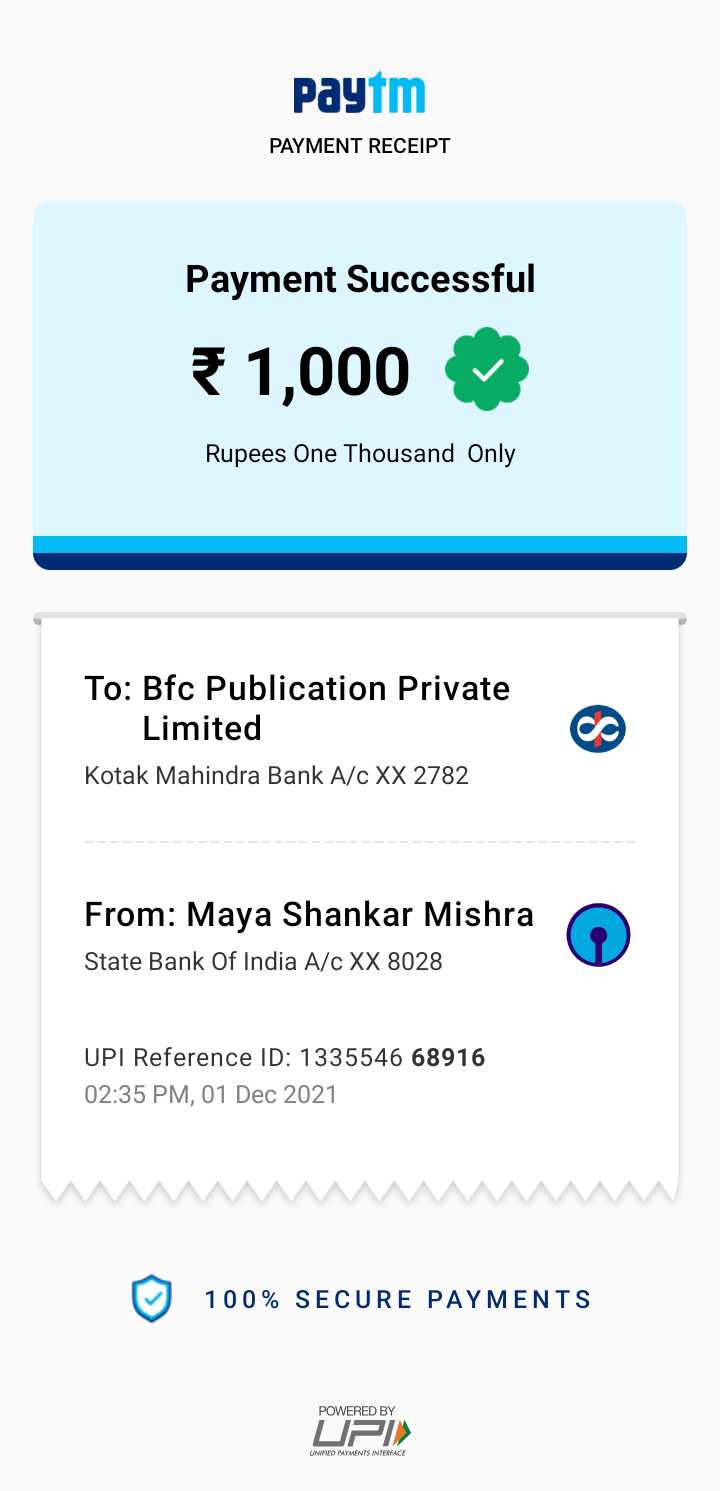 paytm
PAYMENT RECEIPT
Payment Successful
₹ 1,000
Rupees One Thousand  Only
To: Bfc Publication Private
Limited
Kotak Mahindra Bank A/c XX 2782
From: Maya Shankar Mishra
State Bank Of India A/c XX 8028
UPI Reference ID: 1335546 68916
02:35 PM, 01 Dec 2021
100% SECURE PAYMENTS
POWERED BY
UPI
UNIFIED PAYMENTS INTERFACE